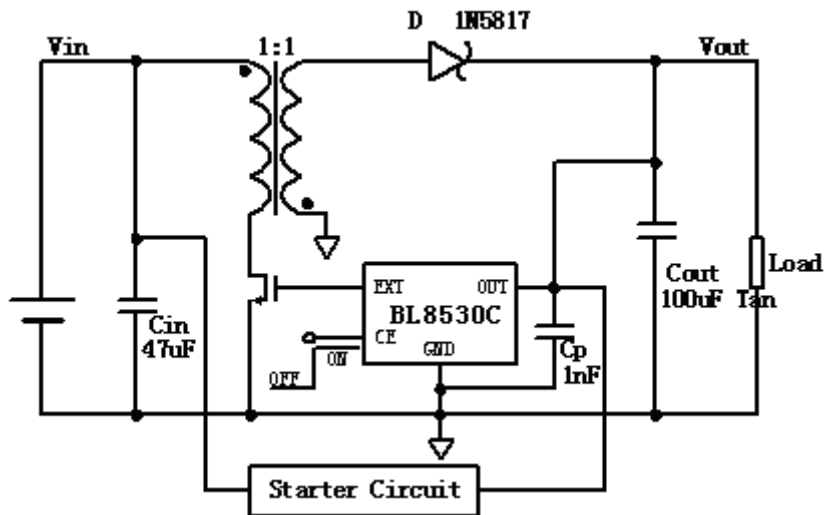 D 1N5817
Vin
1:1
Vout
EXT
OUT
BL8530C
CE
GND
ON
OFF
Cin
47uF
Cp
1nF
Cout
100uF Tan
Load
Starter Circuit